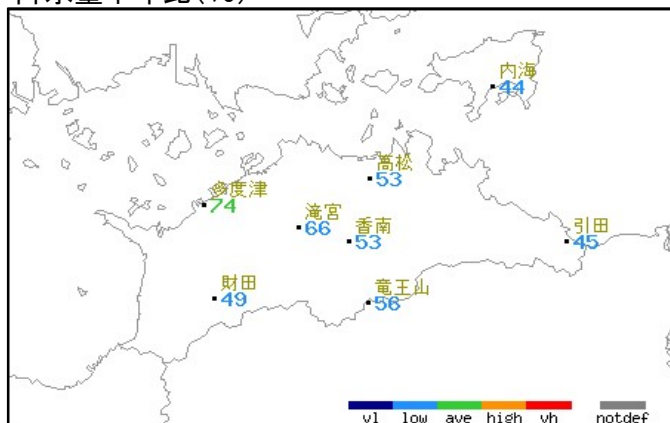 内海
44
高松
53
多度津
74
滝宮
66
香南
53
引田
45
財田
49
竜王山
56
vl low ave high vh notdef